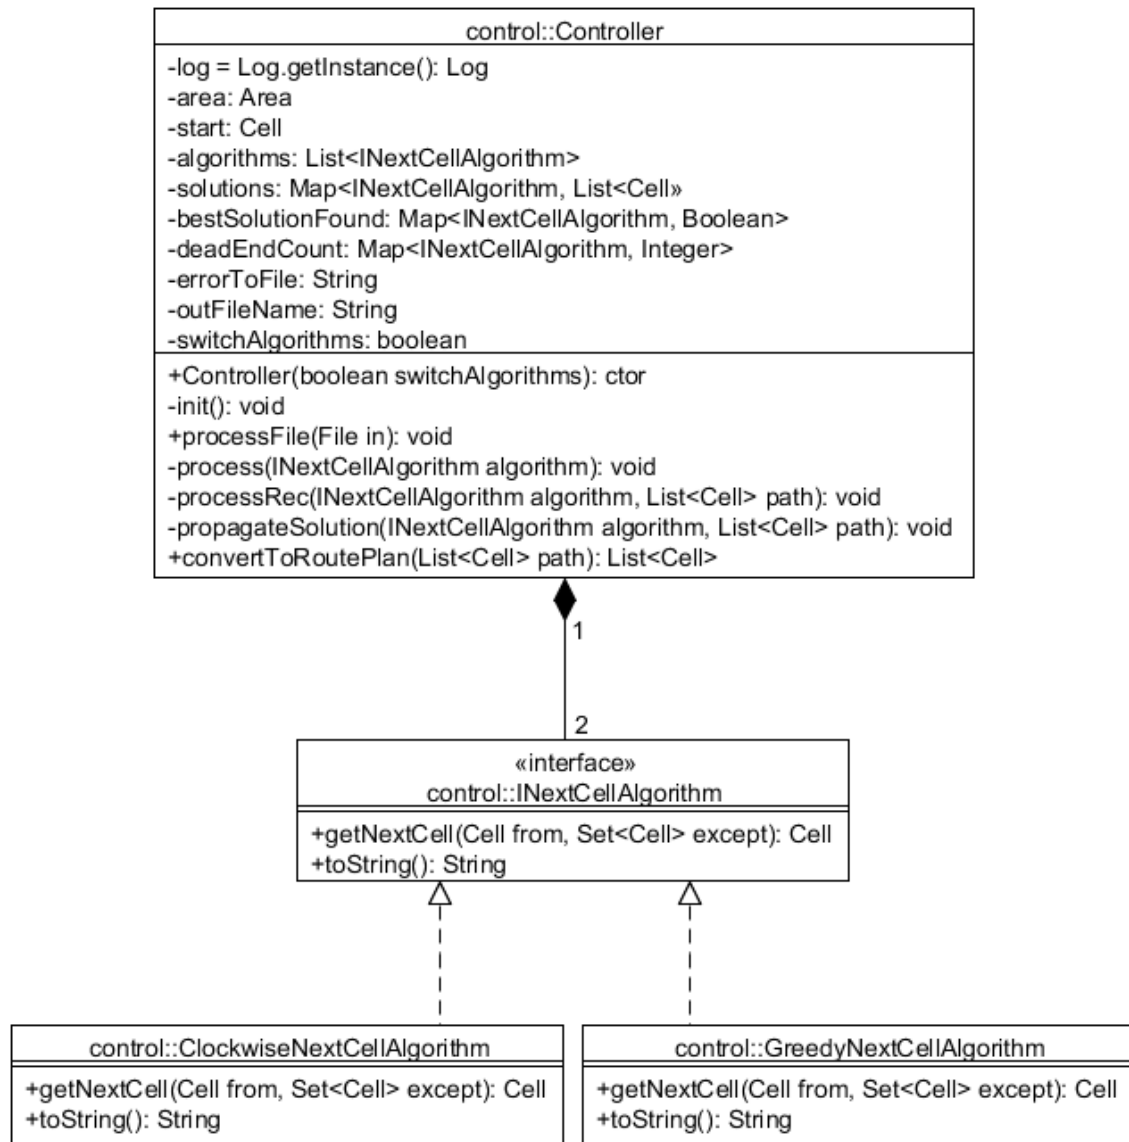 control::Controller
-log = Log.getInstance(): Log
-area: Area
-start: Cell
-algorithms: List<INextCellAlgorithm>
-solutions: Map<INextCellAlgorithm, List<Cell»
-bestSolutionFound: Map<INextCellAlgorithm, Boolean>
-deadEndCount: Map<INextCellAlgorithm, Integer>
-errorToFile: String
-outFileName: String
-switchAlgorithms: boolean
+Controller(boolean switchAlgorithms): ctor
-init(): void
+processFile(File in): void
-process(INextCellAlgorithm algorithm): void
-processRec(INextCellAlgorithm algorithm, List<Cell> path): void
-propagateSolution(INextCellAlgorithm algorithm, List<Cell> path): void
+convertToRoutePlan(List<Cell> path): List<Cell>
1
2
«interface»
control::INextCellAlgorithm
+getNextCell(Cell from, Set<Cell> except): Cell
+toString(): String
control::ClockwiseNextCellAlgorithm
+getNextCell(Cell from, Set<Cell> except): Cell
+toString(): String
control::GreedyNextCellAlgorithm
+getNextCell(Cell from, Set<Cell> except): Cell
+toString(): String